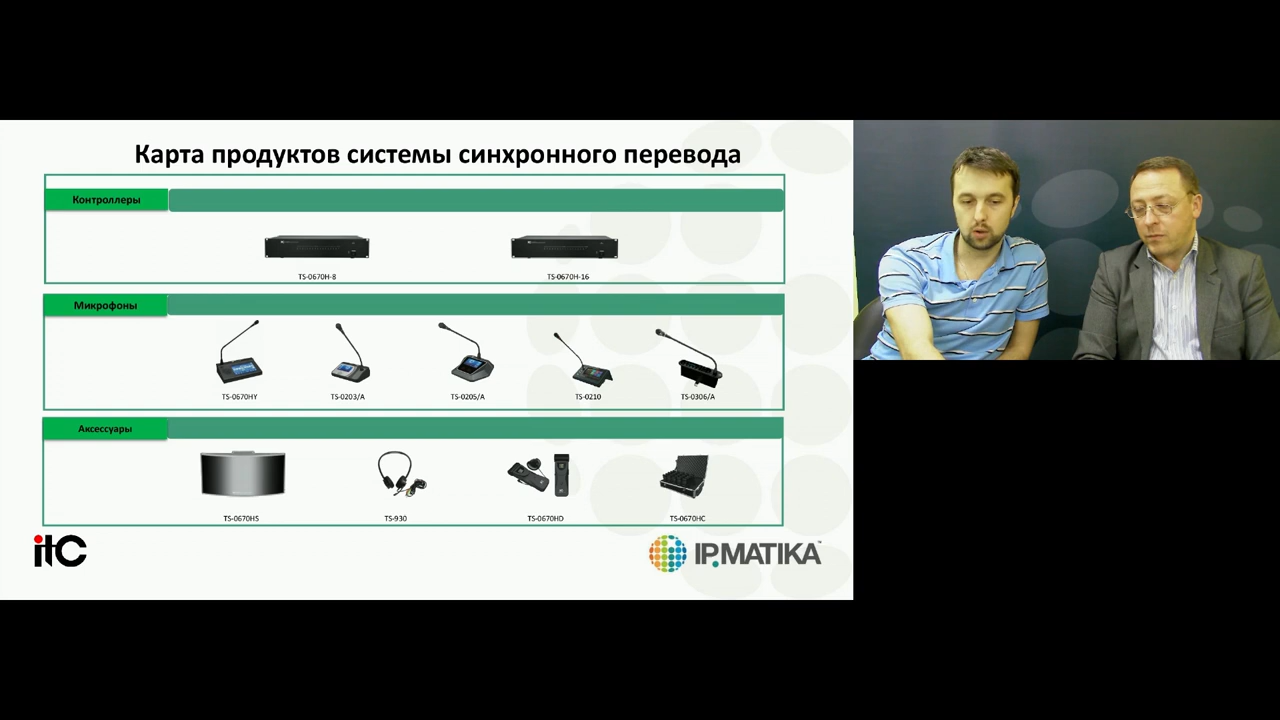 Карта продуктов системы синхронного перевода
Контроллеры
TS-0670H-8
TS-0670H-16
Микрофоны
TS-0670HY
TS-0203/A
TS-0205/A
TS-0210
TS-0306/A
Аксессуары
TS-0670HS
TS-930
TS-0670HD
TS-0670HC
itC
IP.MATIKA™